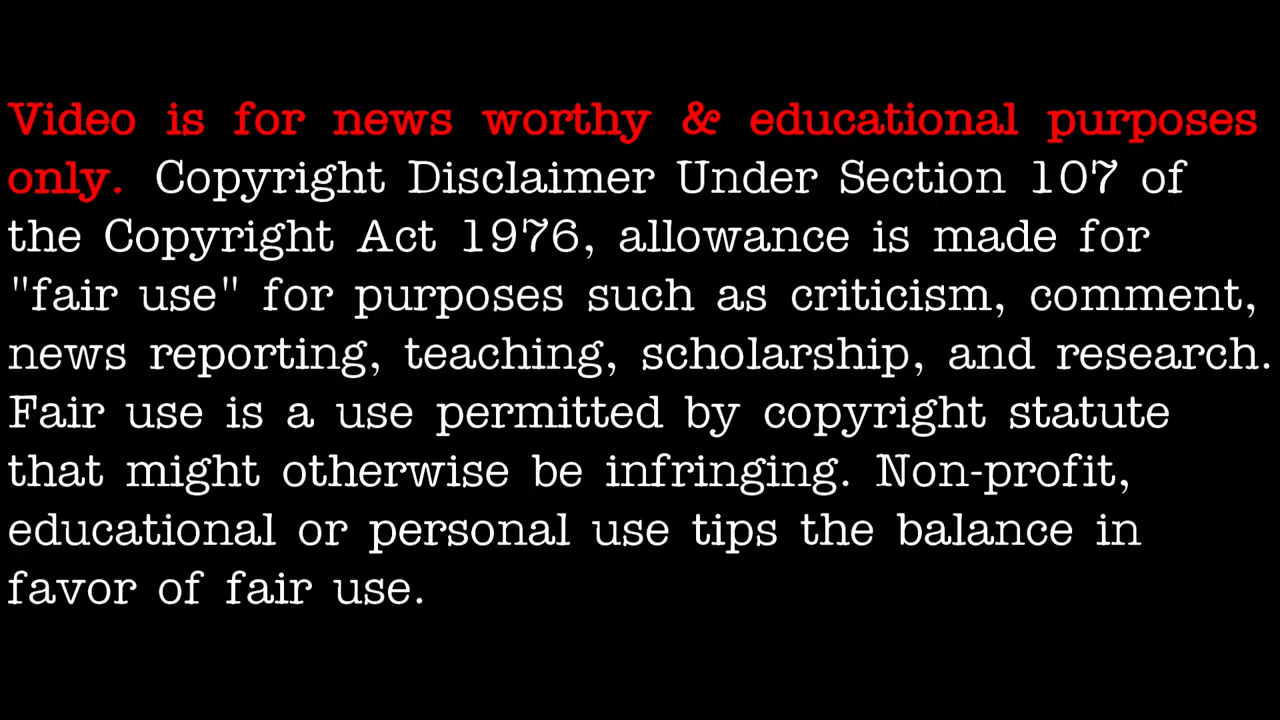 Video is for news worthy & educational purposes
only. Copyright Disclaimer Under Section 107 of
the Copyright Act 1976, allowance is made for
"fair use" for purposes such as criticism, comment,
news reporting, teaching, scholarship, and research.
Fair use is a use permitted by copyright statute
that might otherwise be infringing. Non-profit,
educational or personal use tips the balance in
favor of fair use.